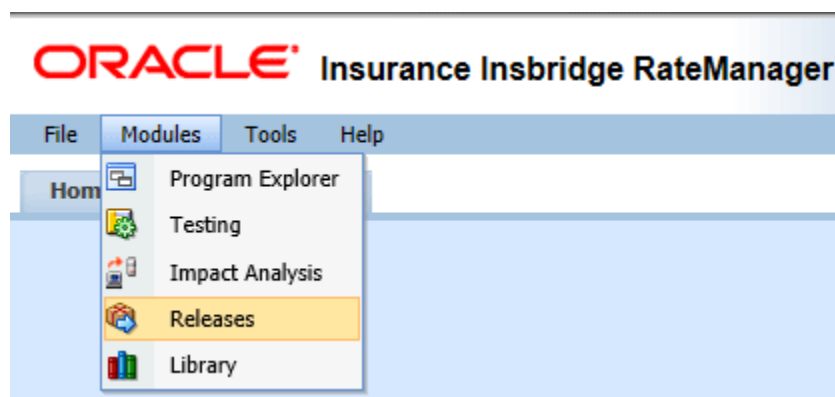 ORACLE Insurance Insbridge RateManager
File Modules Tools Help
Hom
Program Explorer
Testing
Impact Analysis
Releases
Library